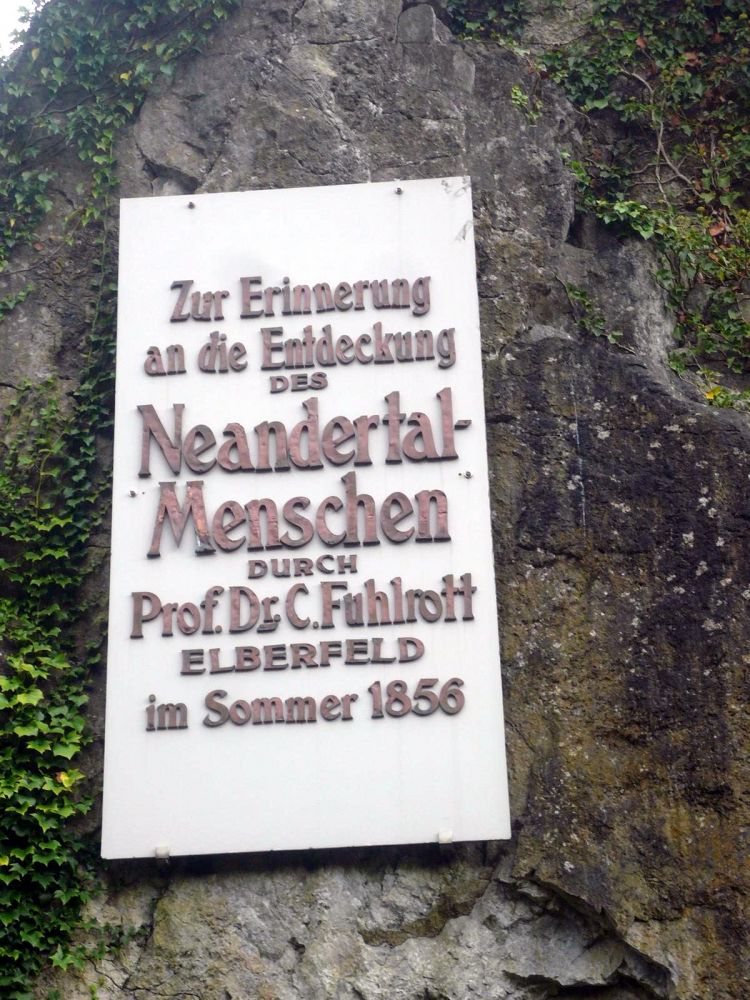 Zur Erinnerung
an die Entdeckung
DES
Neandertal-
Menschen
DURCH
Prof. Dr. C. Fuhlrott
ELBERFELD
im Sommer 1856